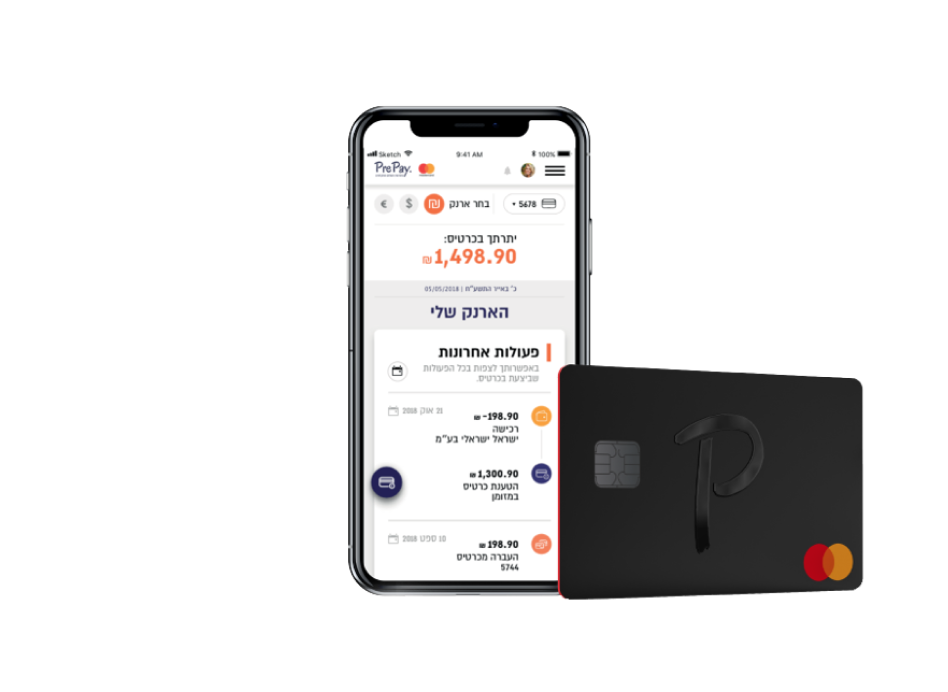 Sketch 9:41 AM 100%
PrePay.
€ $ ₪ בחר ארנק 5678
יתרתך בכרטיס:
₪ 1,498.90
כ' באייר התשע"ח | 05/05/2018
הארנק שלי
פעולות אחרונות
באפשרותך לצפות בכל הפעולות
שביצעת בכרטיס.
21 אוק 2018
₪ -198.90
רכישה
ישראל ישראלי בע"מ
₪ 1,300.90
הטענת כרטיס
במזומן
10 ספט 2018
₪ 198.90
העברה מכרטיס
5744
P